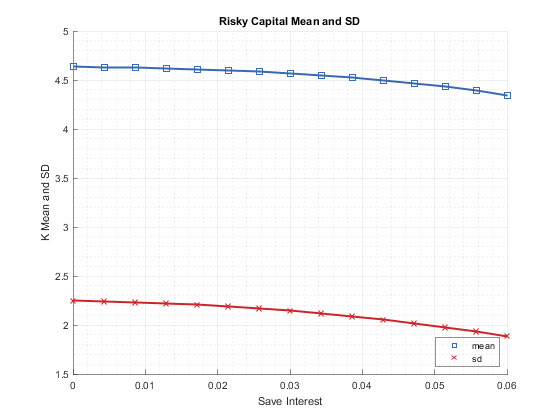 Risky Capital Mean and SD
5
4.5
4
3.5
3
2.5
2
1.5
K Mean and SD
0 0.01 0.02 0.03 0.04 0.05 0.06
Save Interest
mean
sd